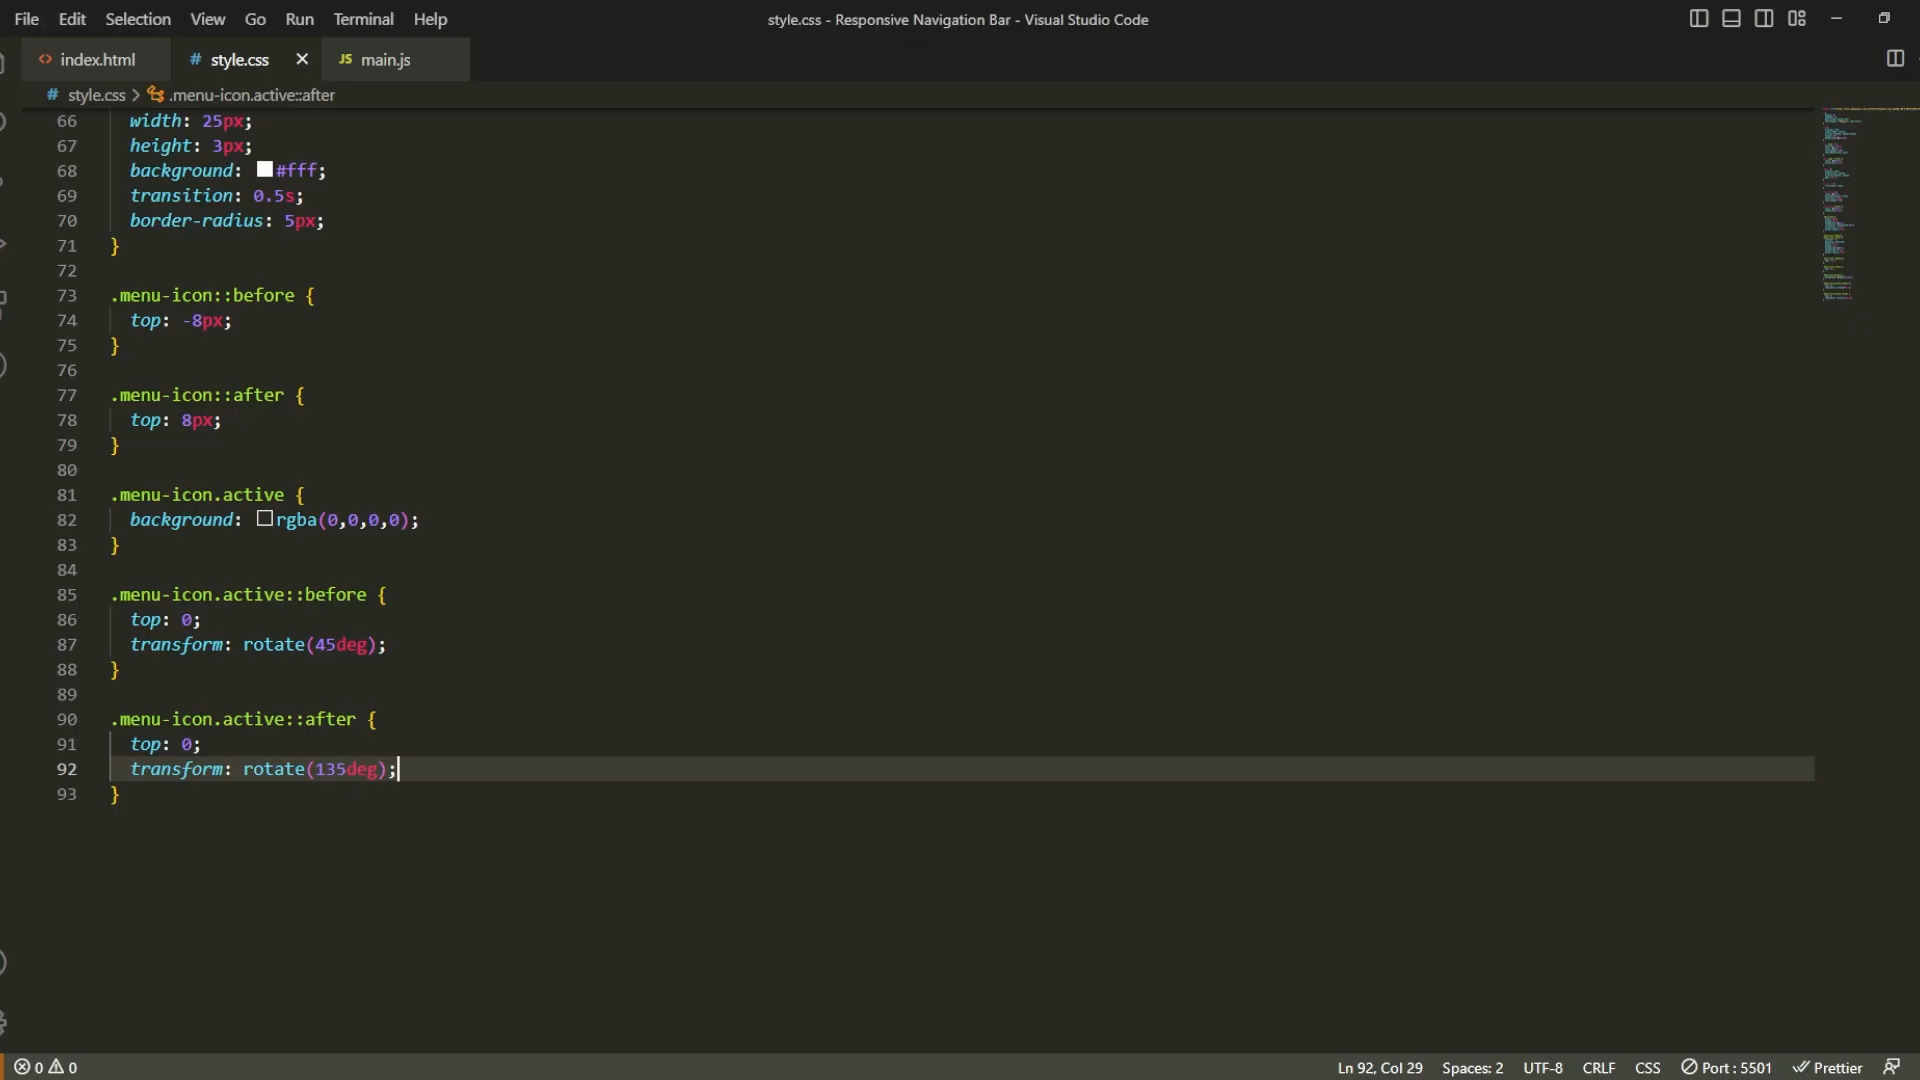 File Edit Selection View Go Run Terminal Help style.css - Responsive Navigation Bar - Visual Studio Code
index.html # style.css JS main.js
# style.css > .menu-icon.active::after
66 width: 25px;
67 height: 3px;
68 background: #fff;
69 transition: 0.5s;
70 border-radius: 5px;
71 }
72
73 .menu-icon::before {
74 top: -8px;
75 }
76
77 .menu-icon::after {
78 top: 8px;
79 }
80
81 .menu-icon.active {
82 background: rgba(0,0,0,0);
83 }
84
85 .menu-icon.active::before {
86 top: 0;
87 transform: rotate(45deg);
88 }
89
90 .menu-icon.active::after {
91 top: 0;
92 transform: rotate(135deg);
93 }
0 0 Ln 92, Col 29 Spaces: 2 UTF-8 CRLF CSS Port : 5501 Prettier